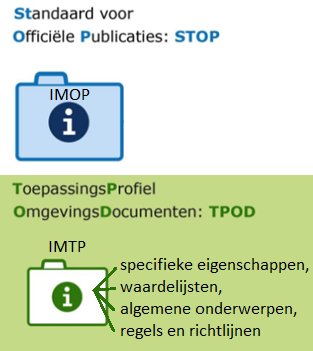 Standaard voor
Officiële Publicaties: STOP
IMOP
i
ToepassingsProfiel
OmgevingsDocumenten: TPOD
IMTP
i
specifieke eigenschappen,
waardelijsten,
algemene onderwerpen,
regels en richtlijnen